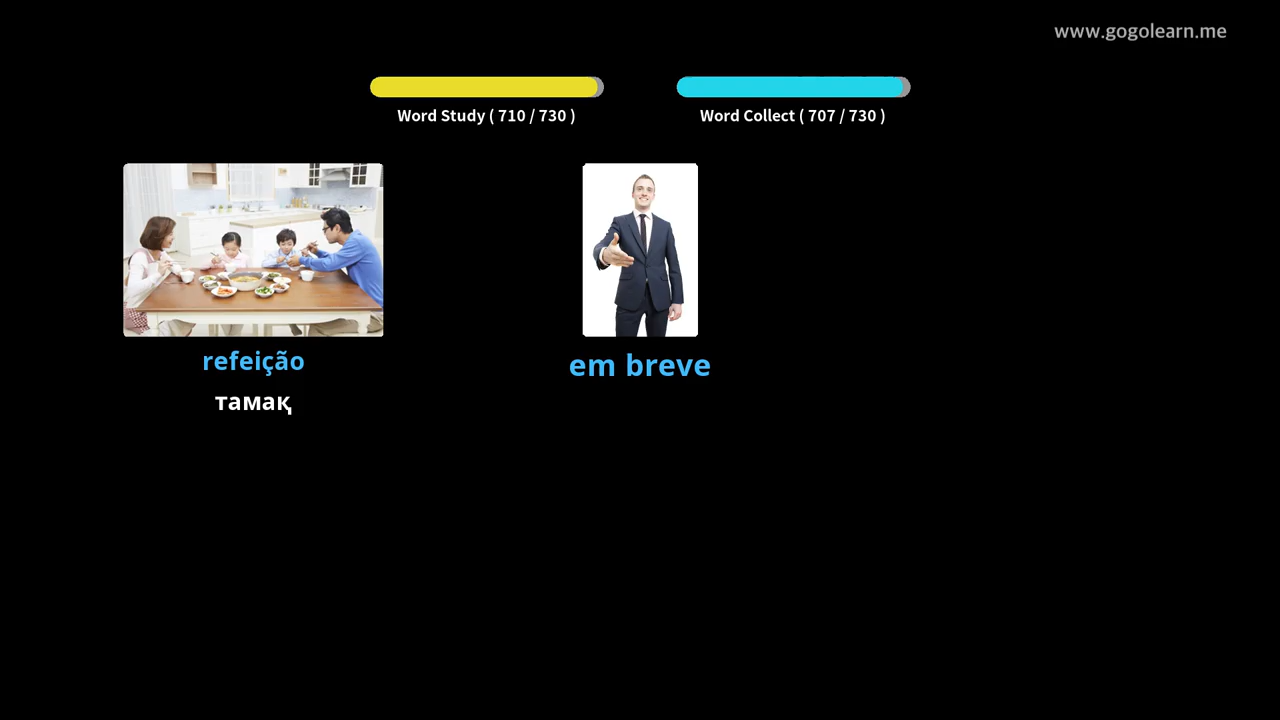 www.gogolearn.me
Word Study ( 710 / 730 )
Word Collect ( 707 / 730 )
refeição
тамақ
em breve